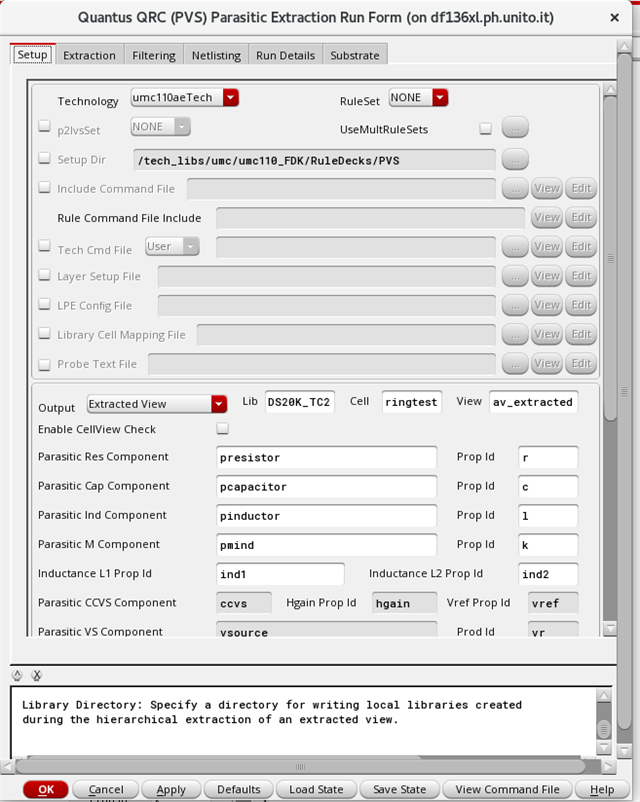 Quantus QRC (PVS) Parasitic Extraction Run Form (on df136xl.ph.unito.it)
Setup Extraction Filtering Netlisting Run Details Substrate
Technology umc110aeTech RuleSet NONE
p2lvsSet NONE UseMultRuleSets ...
Setup Dir /tech_libs/umc/umc110_FDK/RuleDecks/PVS ...
Include Command File ... View Edit
Rule Command File Include View Edit
Tech Cmd File User ... View Edit
Layer Setup File ... View Edit
LPE Config File ... View Edit
Library Cell Mapping File ... View Edit
Probe Text File ... View Edit
Output Extracted View Lib DS20K_TC2 Cell ringtest View av_extracted
Enable CellView Check
Parasitic Res Component presistor Prop Id r
Parasitic Cap Component pcapacitor Prop Id c
Parasitic Ind Component pinductor Prop Id l
Parasitic M Component pmind Prop Id k
Inductance L1 Prop Id ind1 Inductance L2 Prop Id ind2
Parasitic CCVS Component ccvs Hgain Prop Id hgain Vref Prop Id vref
Parasitic VS Component vsource Prop Id vr
Library Directory: Specify a directory for writing local libraries created
during the hierarchical extraction of an extracted view.
OK Cancel Apply Defaults Load State Save State View Command File Help